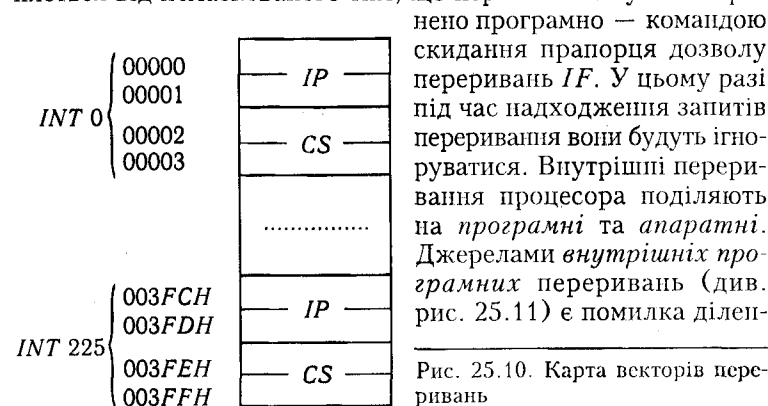 нено програмно — командою
скидання прапорця дозволу
переривань IF. У цьому разі
під час надходження запитів
переривання вони будуть ігно-
руватися. Внутрішні перери-
вання процесора поділяють
на програмні та апаратні.
Джерелами внутрішніх про-
грамних переривань (див.
рис. 25.11) є помилка ділен-
INT 0
00000
00001
00002
00003
IP
CS
....................
INT 225
003FCH
003FDH
003FEH
003FFH
IP
CS
Рис. 25.10. Карта векторів пере-
ривань